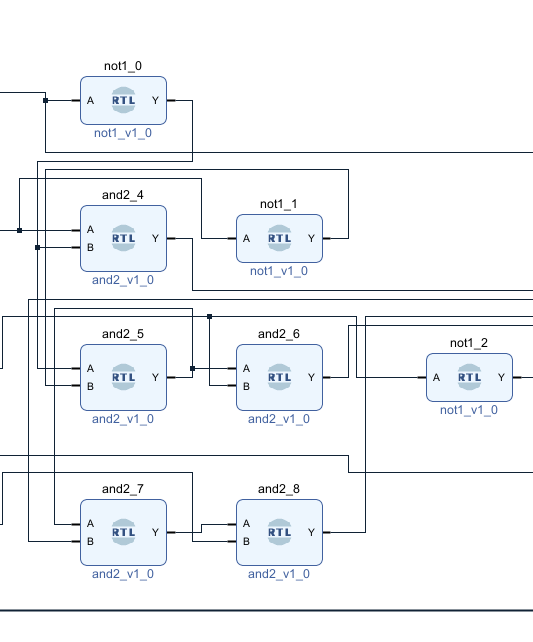 not1_0
A RTL Y
not1_v1_0
and2_4
A
B
RTL
Y
and2_v1_0
not1_1
A RTL Y
not1_v1_0
and2_5
A
B
RTL
Y
and2_v1_0
and2_6
A
B
RTL
Y
and2_v1_0
not1_2
A RTL Y
not1_v1_0
and2_7
A
B
RTL
Y
and2_v1_0
and2_8
A
B
RTL
Y
and2_v1_0